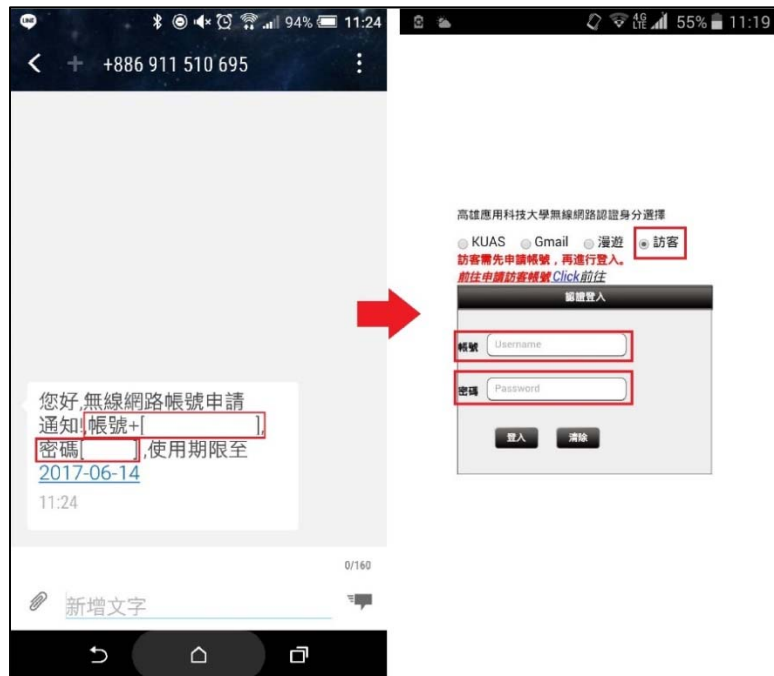 LINE
94%
11:24
+886 911 510 695
您好,無線網路帳號申請
通知!,帳號+[ ],
密碼[ ],使用期限至
2017-06-14
11:24
0/160
新增文字
4G
LTE
55%
11:19
高雄應用科技大學無線網路認證身分選擇
KUAS Gmail 漫遊 訪客
訪客需先申請帳號，再進行登入。
前往申請訪客帳號Click前往
認證登入
帳號 Username
密碼 Password
登入 清除